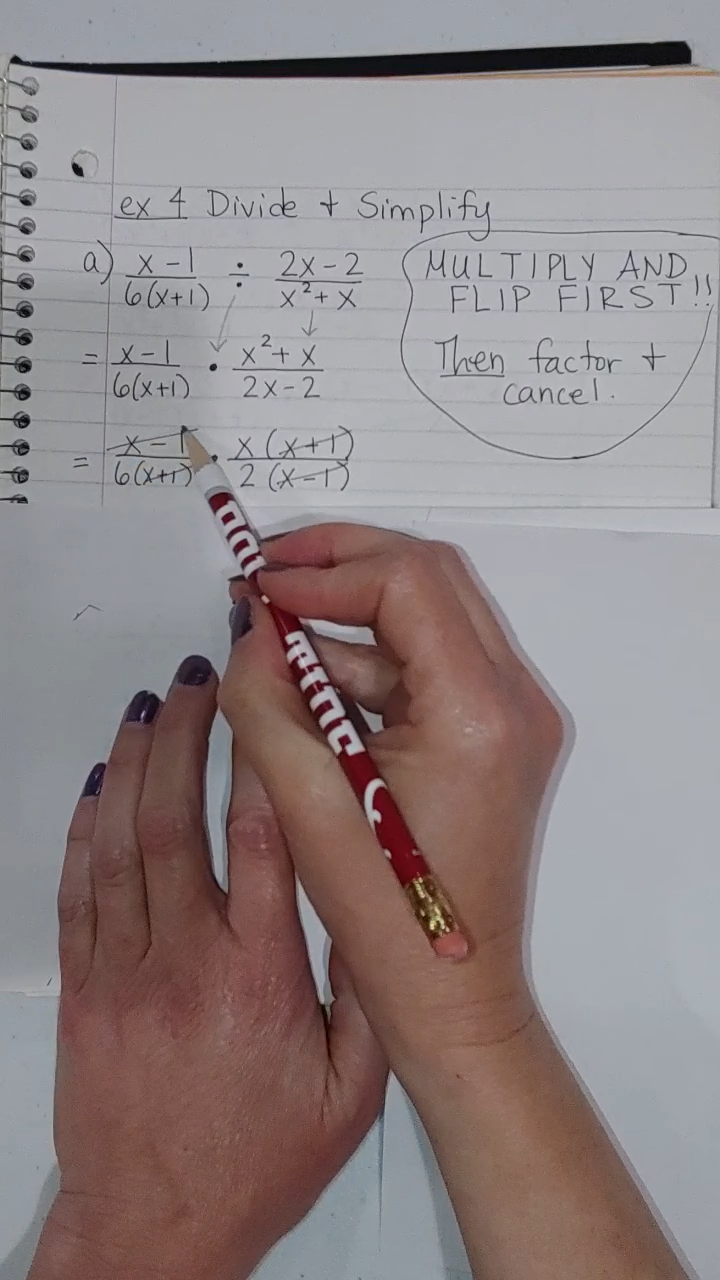 ex 4 Divide + Simplify
a) x - 1 / 6(x+1) ÷ 2x - 2 / x² + x
MULTIPLY AND
FLIP FIRST!!
= x - 1 / 6(x+1) • x² + x / 2x - 2
Then factor +
cancel.
= x - 1 / 6(x+1) • x (x+1) / 2 (x-1)